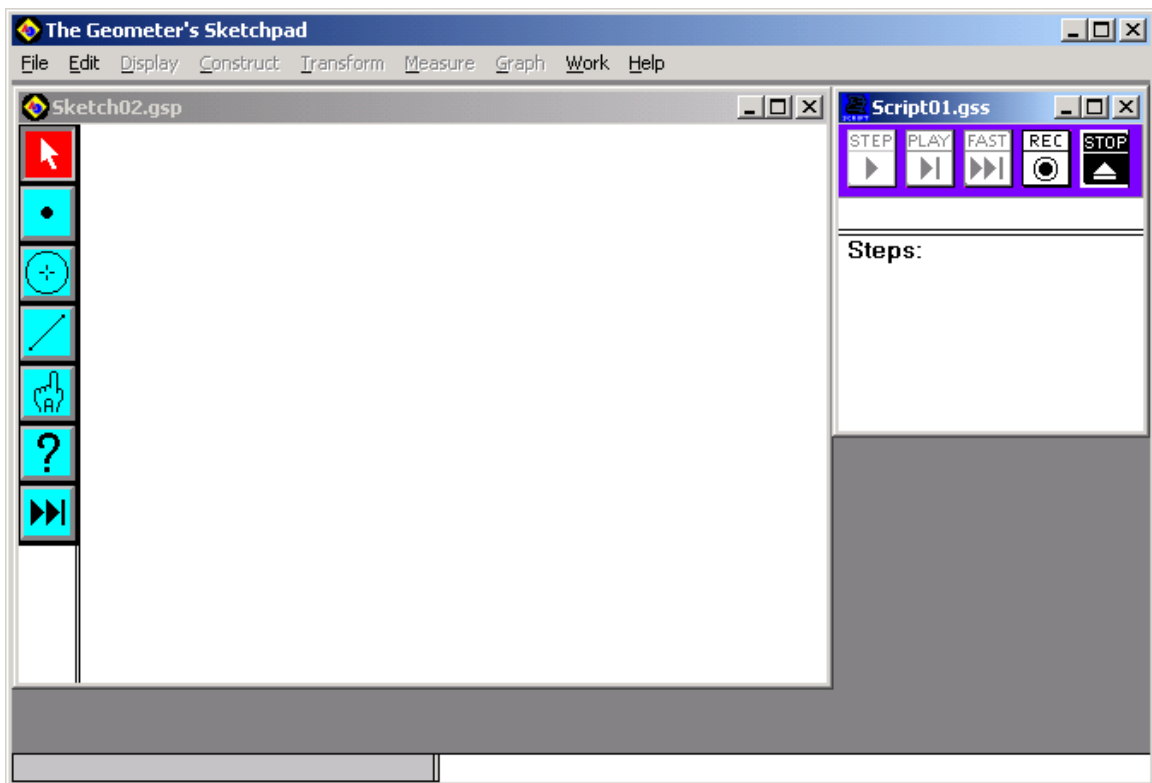 The Geometer's Sketchpad
File Edit Display Construct Transform Measure Graph Work Help
Sketch02.gsp
A
?
SCRIPT
Script01.gss
STEP PLAY FAST REC STOP
Steps: